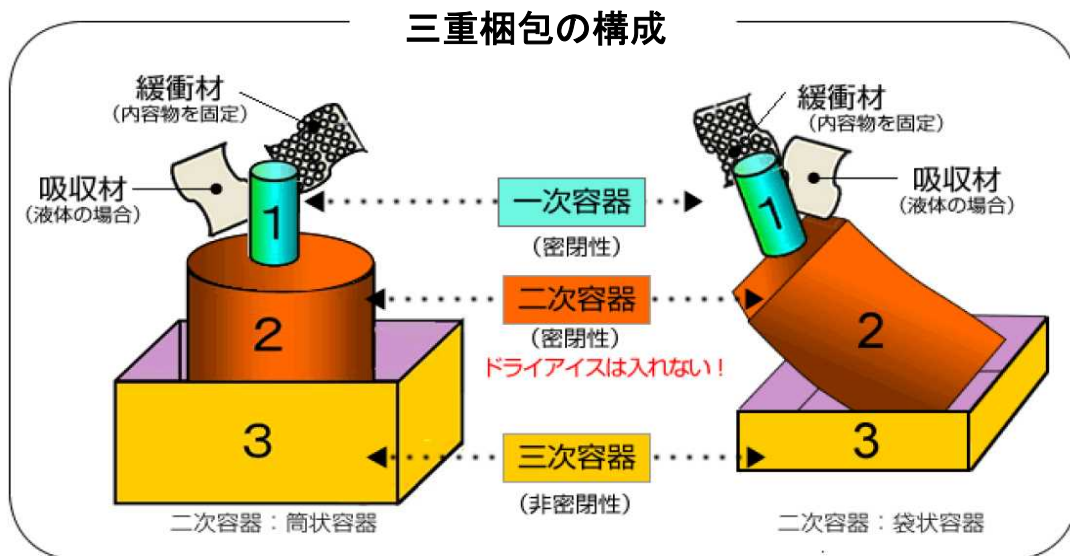 三重梱包の構成
緩衝材
(内容物を固定)
吸収材
(液体の場合)
1
2
3
二次容器：筒状容器
一次容器
(密閉性)
二次容器
(密閉性)
ドライアイスは入れない！
三次容器
(非密閉性)
緩衝材
(内容物を固定)
吸収材
(液体の場合)
1
2
3
二次容器：袋状容器